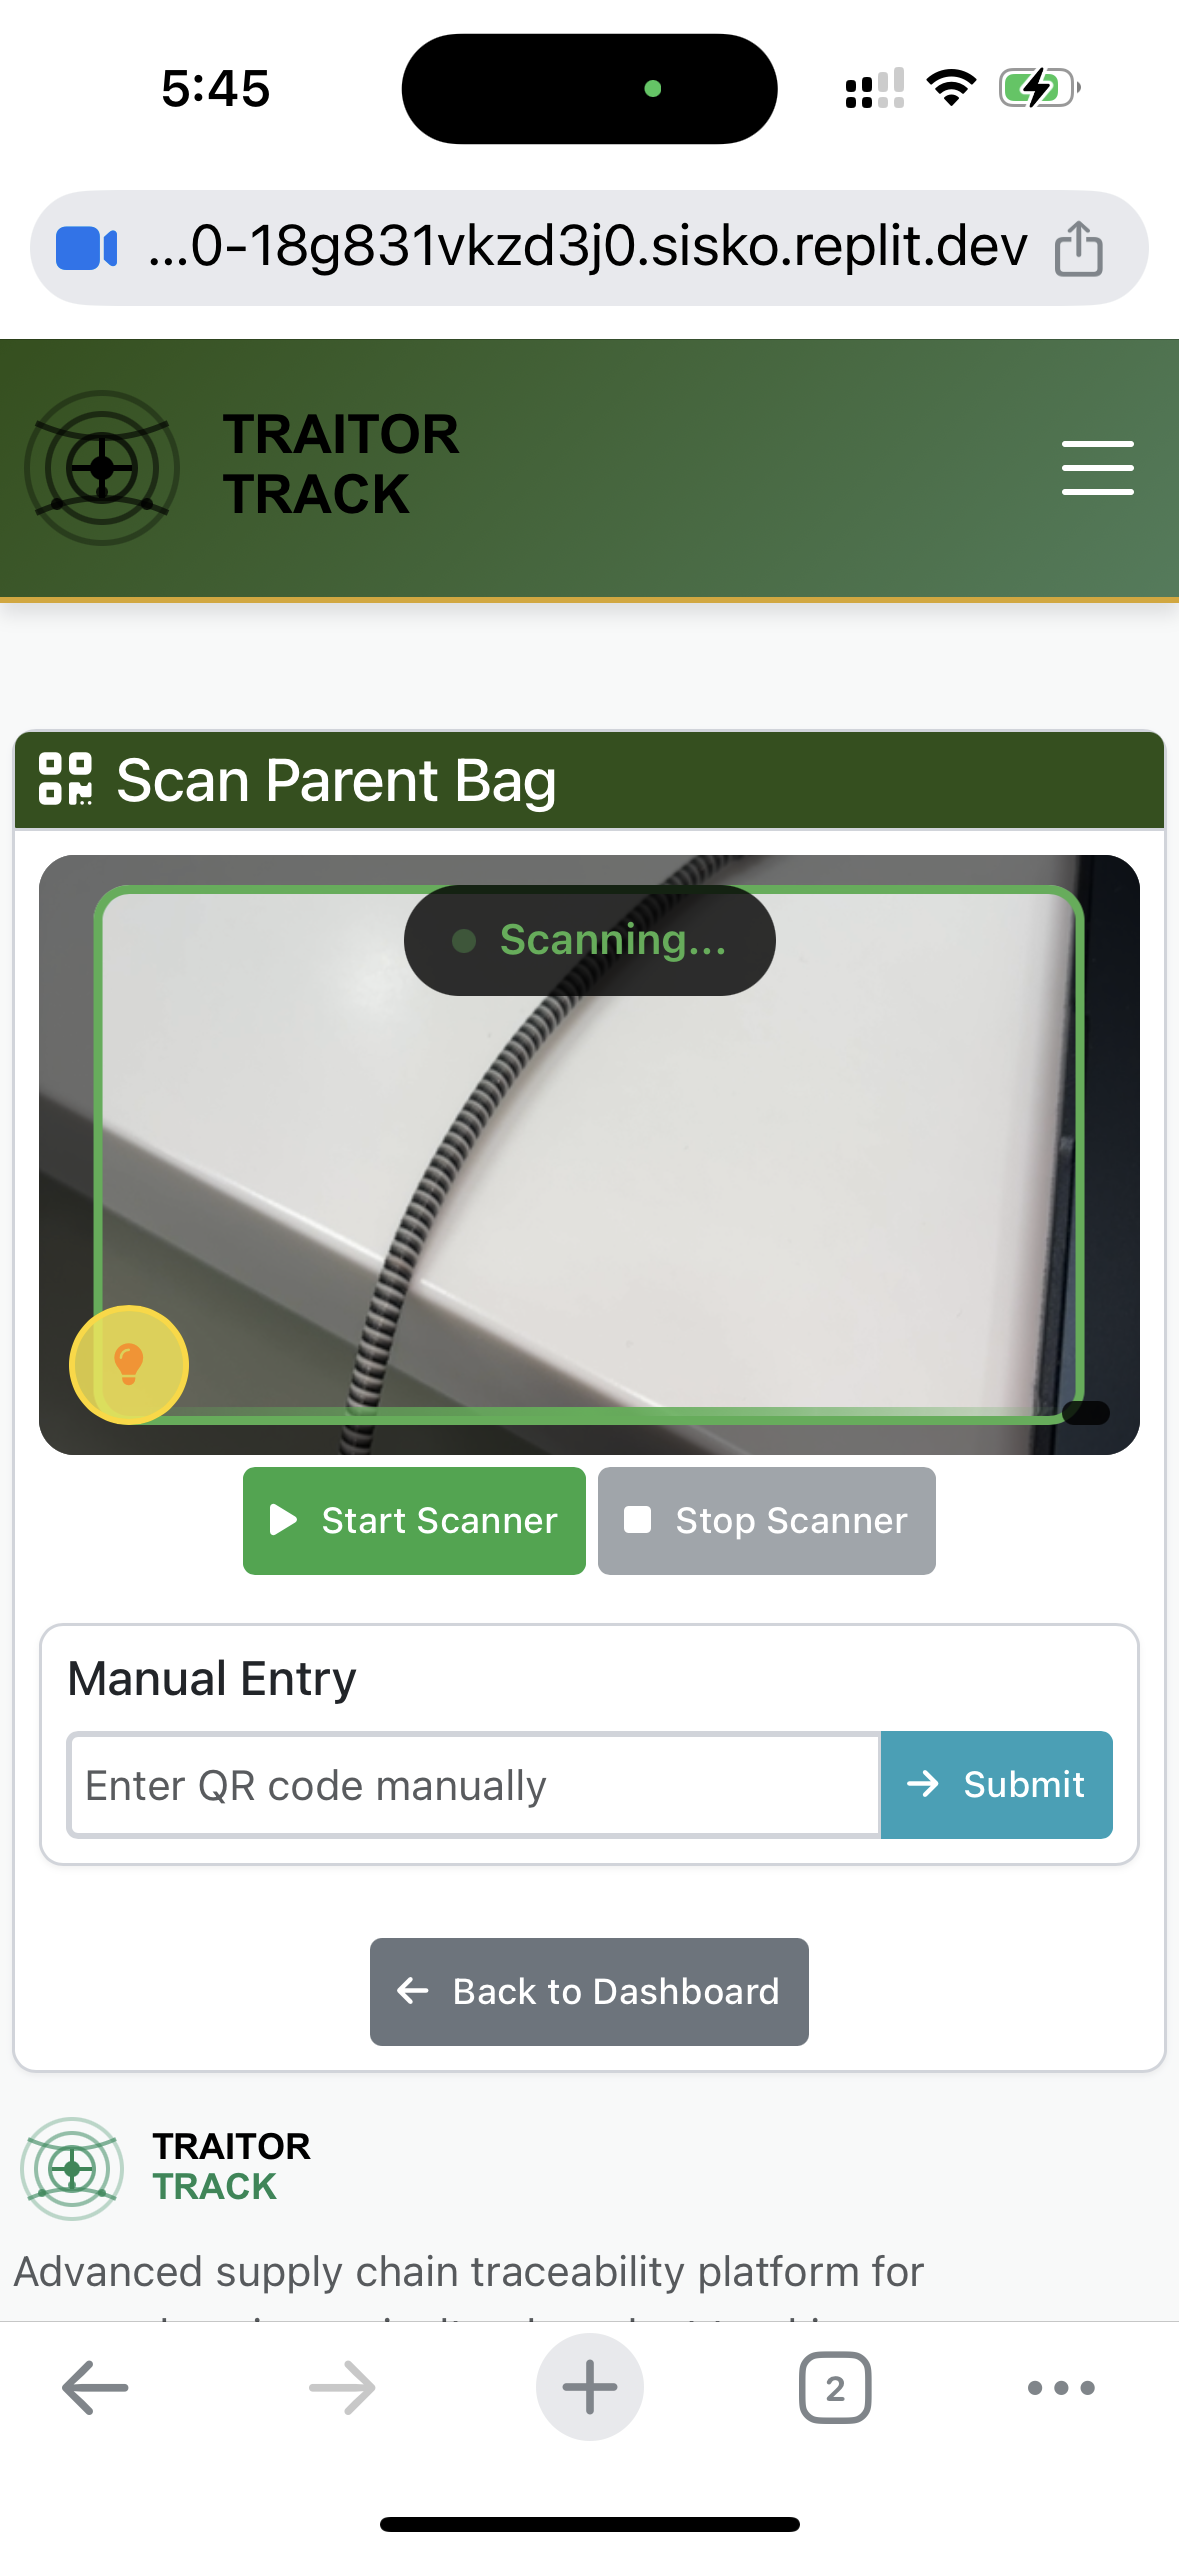 5:45
...0-18g831vkzd3j0.sisko.replit.dev
TRAITOR
TRACK
Scan Parent Bag
Scanning...
Start Scanner
Stop Scanner
Manual Entry
Enter QR code manually
Submit
Back to Dashboard
TRAITOR
TRACK
Advanced supply chain traceability platform for
2